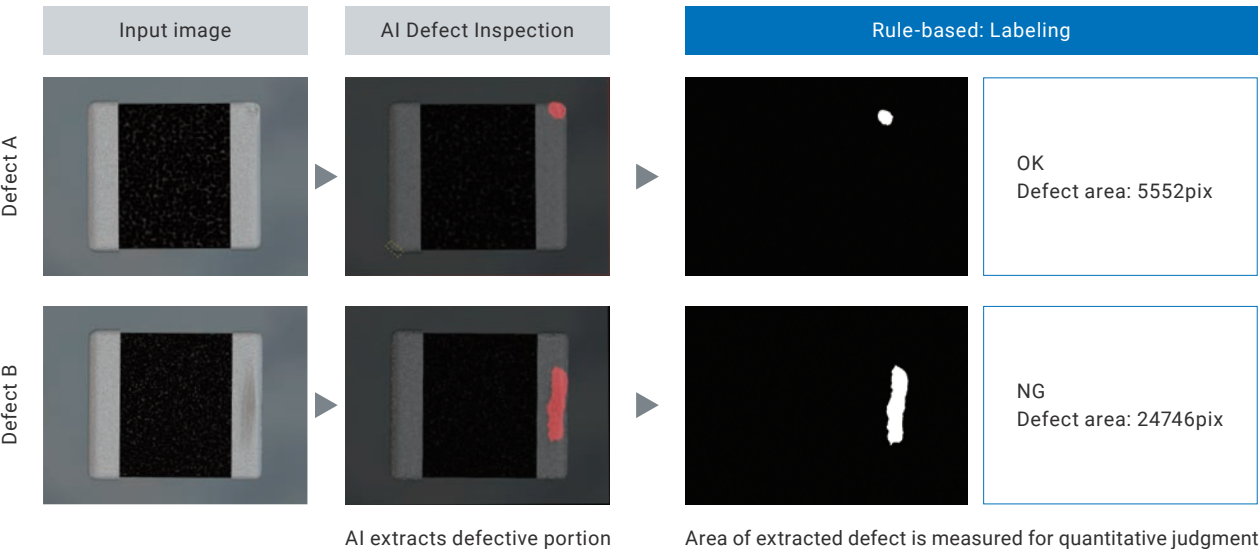 Input image
AI Defect Inspection
Rule-based: Labeling
Defect A
OK
Defect area: 5552pix
Defect B
NG
Defect area: 24746pix
AI extracts defective portion
Area of extracted defect is measured for quantitative judgment